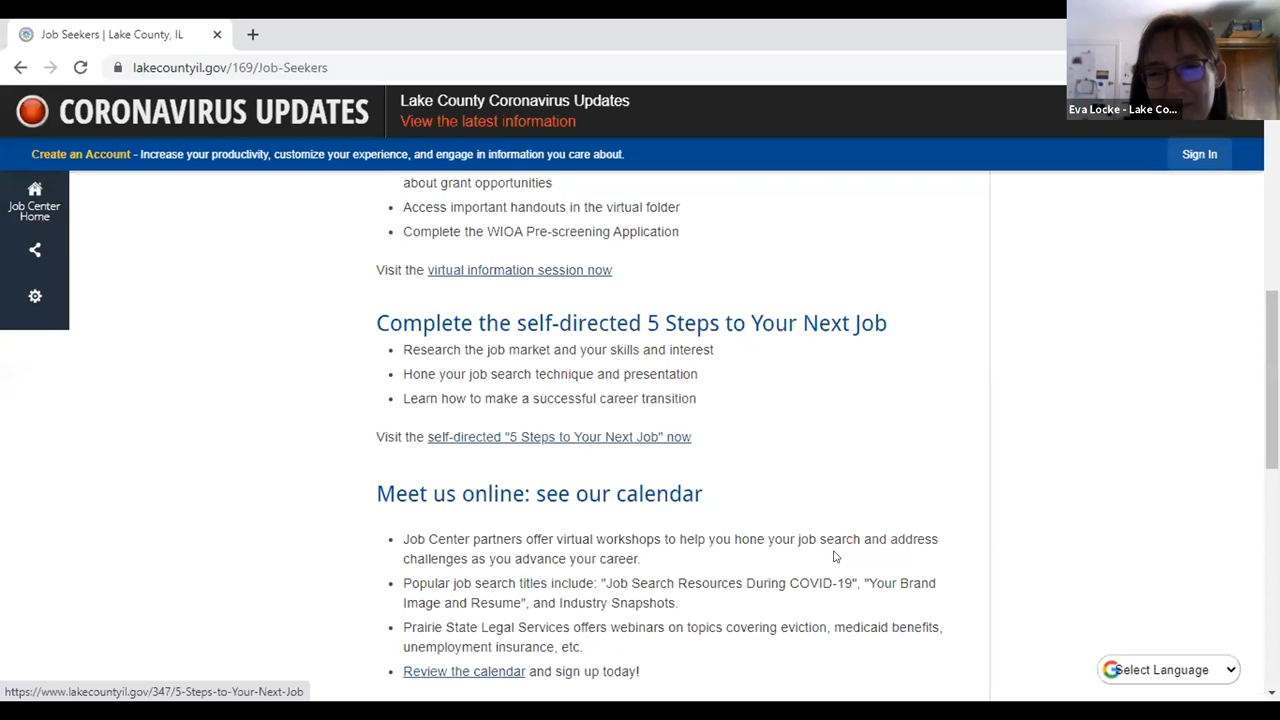 Job Seekers | Lake County, IL
lakecountyil.gov/169/Job-Seekers
Eva Locke - Lake Co...
CORONAVIRUS UPDATES
Lake County Coronavirus Updates
View the latest information
Create an Account - Increase your productivity, customize your experience, and engage in information you care about.
Sign In
Job Center
Home
about grant opportunities
Access important handouts in the virtual folder
Complete the WIOA Pre-screening Application
Visit the virtual information session now
Complete the self-directed 5 Steps to Your Next Job
Research the job market and your skills and interest
Hone your job search technique and presentation
Learn how to make a successful career transition
Visit the self-directed "5 Steps to Your Next Job" now
Meet us online: see our calendar
Job Center partners offer virtual workshops to help you hone your job search and address
challenges as you advance your career.
Popular job search titles include: "Job Search Resources During COVID-19", "Your Brand
Image and Resume", and Industry Snapshots.
Prairie State Legal Services offers webinars on topics covering eviction, medicaid benefits,
unemployment insurance, etc.
Review the calendar and sign up today!
Select Language
https://www.lakecountyil.gov/347/5-Steps-to-Your-Next-Job